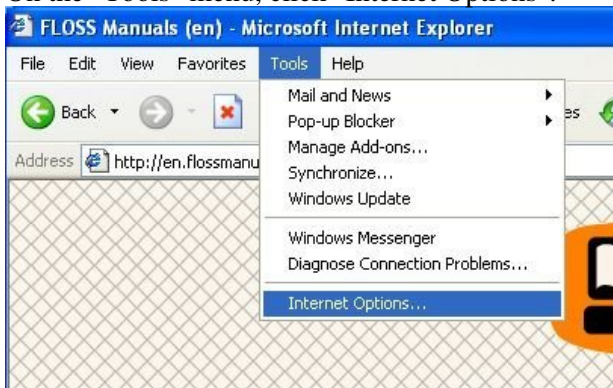 On the "Tools" menu, click "Internet Options":
FLOSS Manuals (en) - Microsoft Internet Explorer
File Edit View Favorites Tools Help
Back
Mail and News
Pop-up Blocker
Manage Add-ons...
Synchronize...
Windows Update
Windows Messenger
Diagnose Connection Problems...
Internet Options...
Address http://en.flossmanu